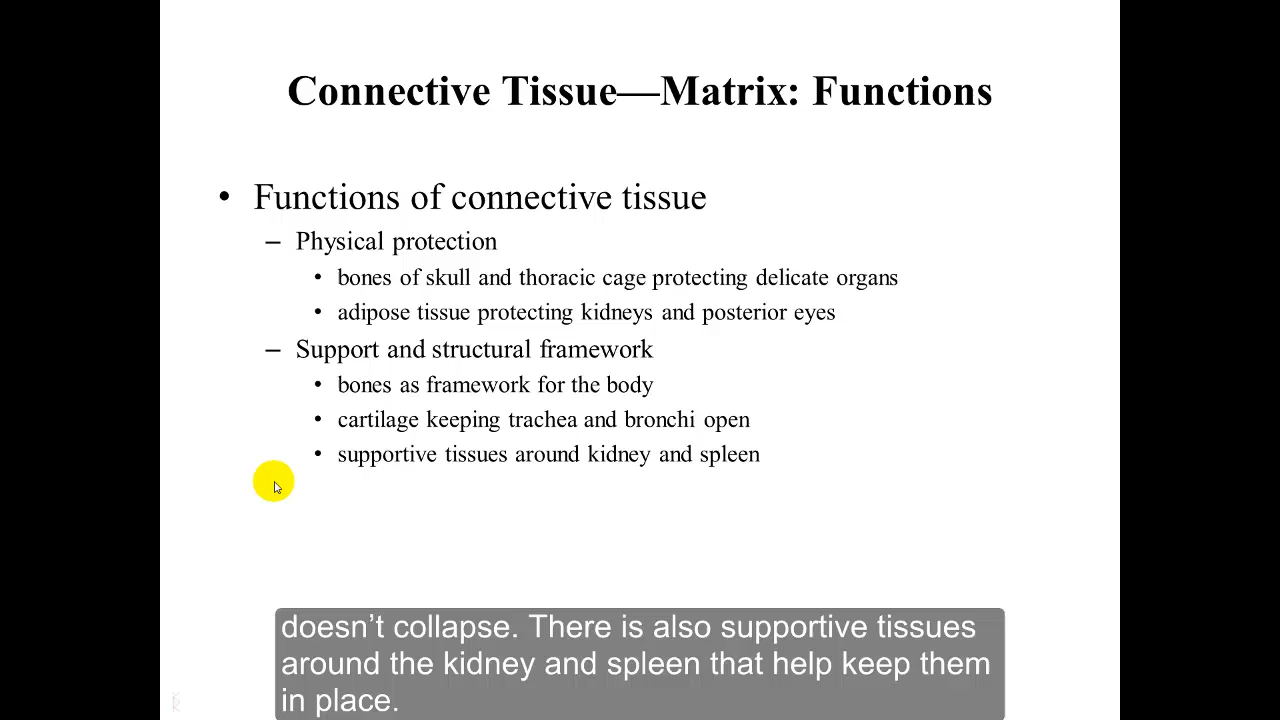 Connective Tissue—Matrix: Functions
• Functions of connective tissue
– Physical protection
• bones of skull and thoracic cage protecting delicate organs
• adipose tissue protecting kidneys and posterior eyes
– Support and structural framework
• bones as framework for the body
• cartilage keeping trachea and bronchi open
• supportive tissues around kidney and spleen
doesn’t collapse. There is also supportive tissues
around the kidney and spleen that help keep them
in place.